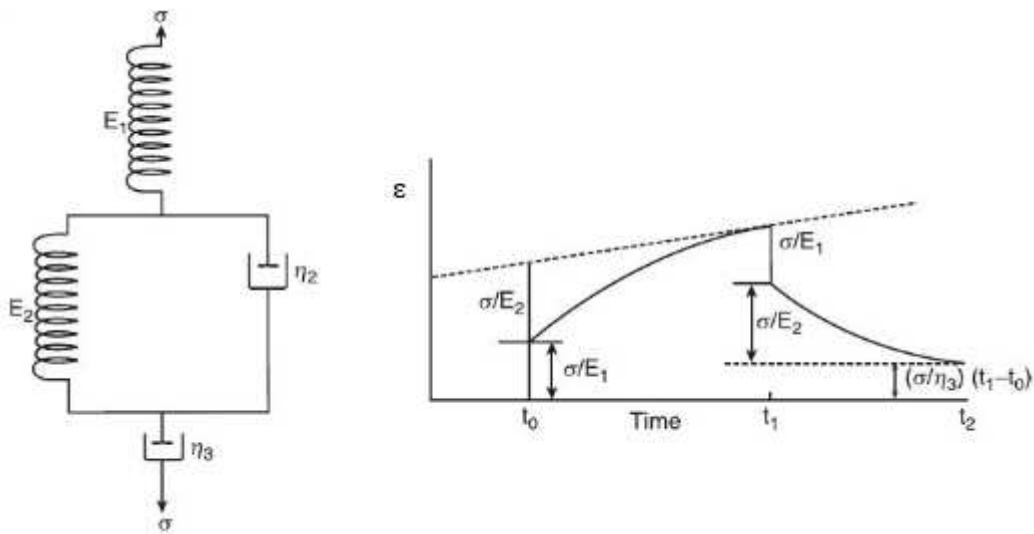 σ
E₁
E₂
η₂
η₃
σ
ε
σ/E₂
σ/E₁
σ/E₁
σ/E₂
(σ/η₃) (t₁–t₀)
t₀
Time
t₁
t₂